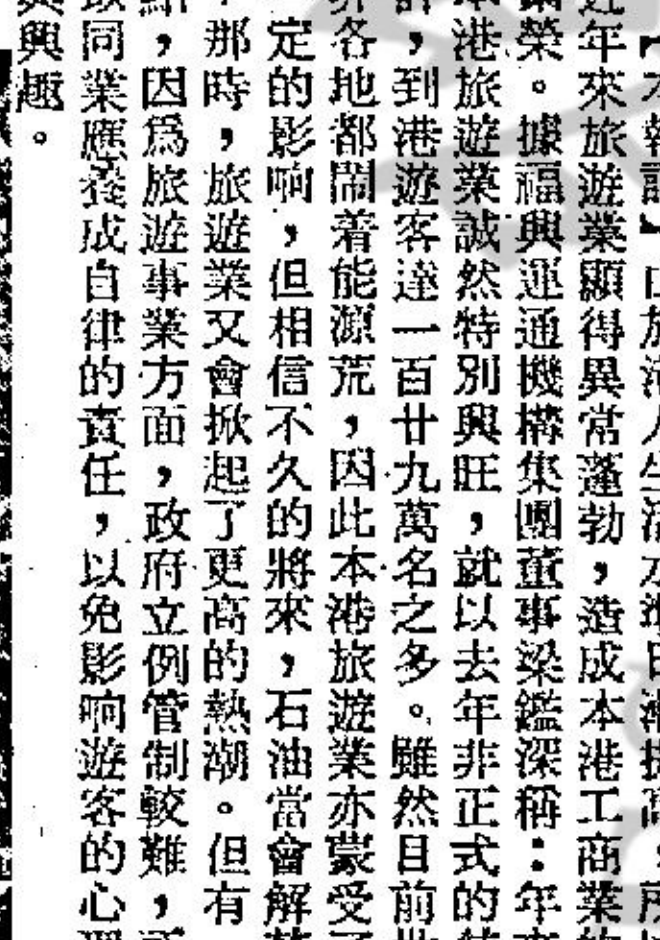 近年來旅遊業顯得異常蓬勃，造成本港工商業
榮。據福興運通機構集團董事梁鑑深稱：年
本港旅遊業誠然特別興旺，就以去年非正式的
，到港遊客達一百廿九萬名之多。雖然目前世
界各地都鬧着能源荒，因此本港旅遊業亦蒙受了
定的影响，但相信不久的將來，石油當會解
，那時，旅遊業又會掀起了更高的熱潮。但有
點，因爲旅遊事業方面，政府立例管制較難，
以同業應養成自律的責任，以免影响遊客的心理
與興趣。